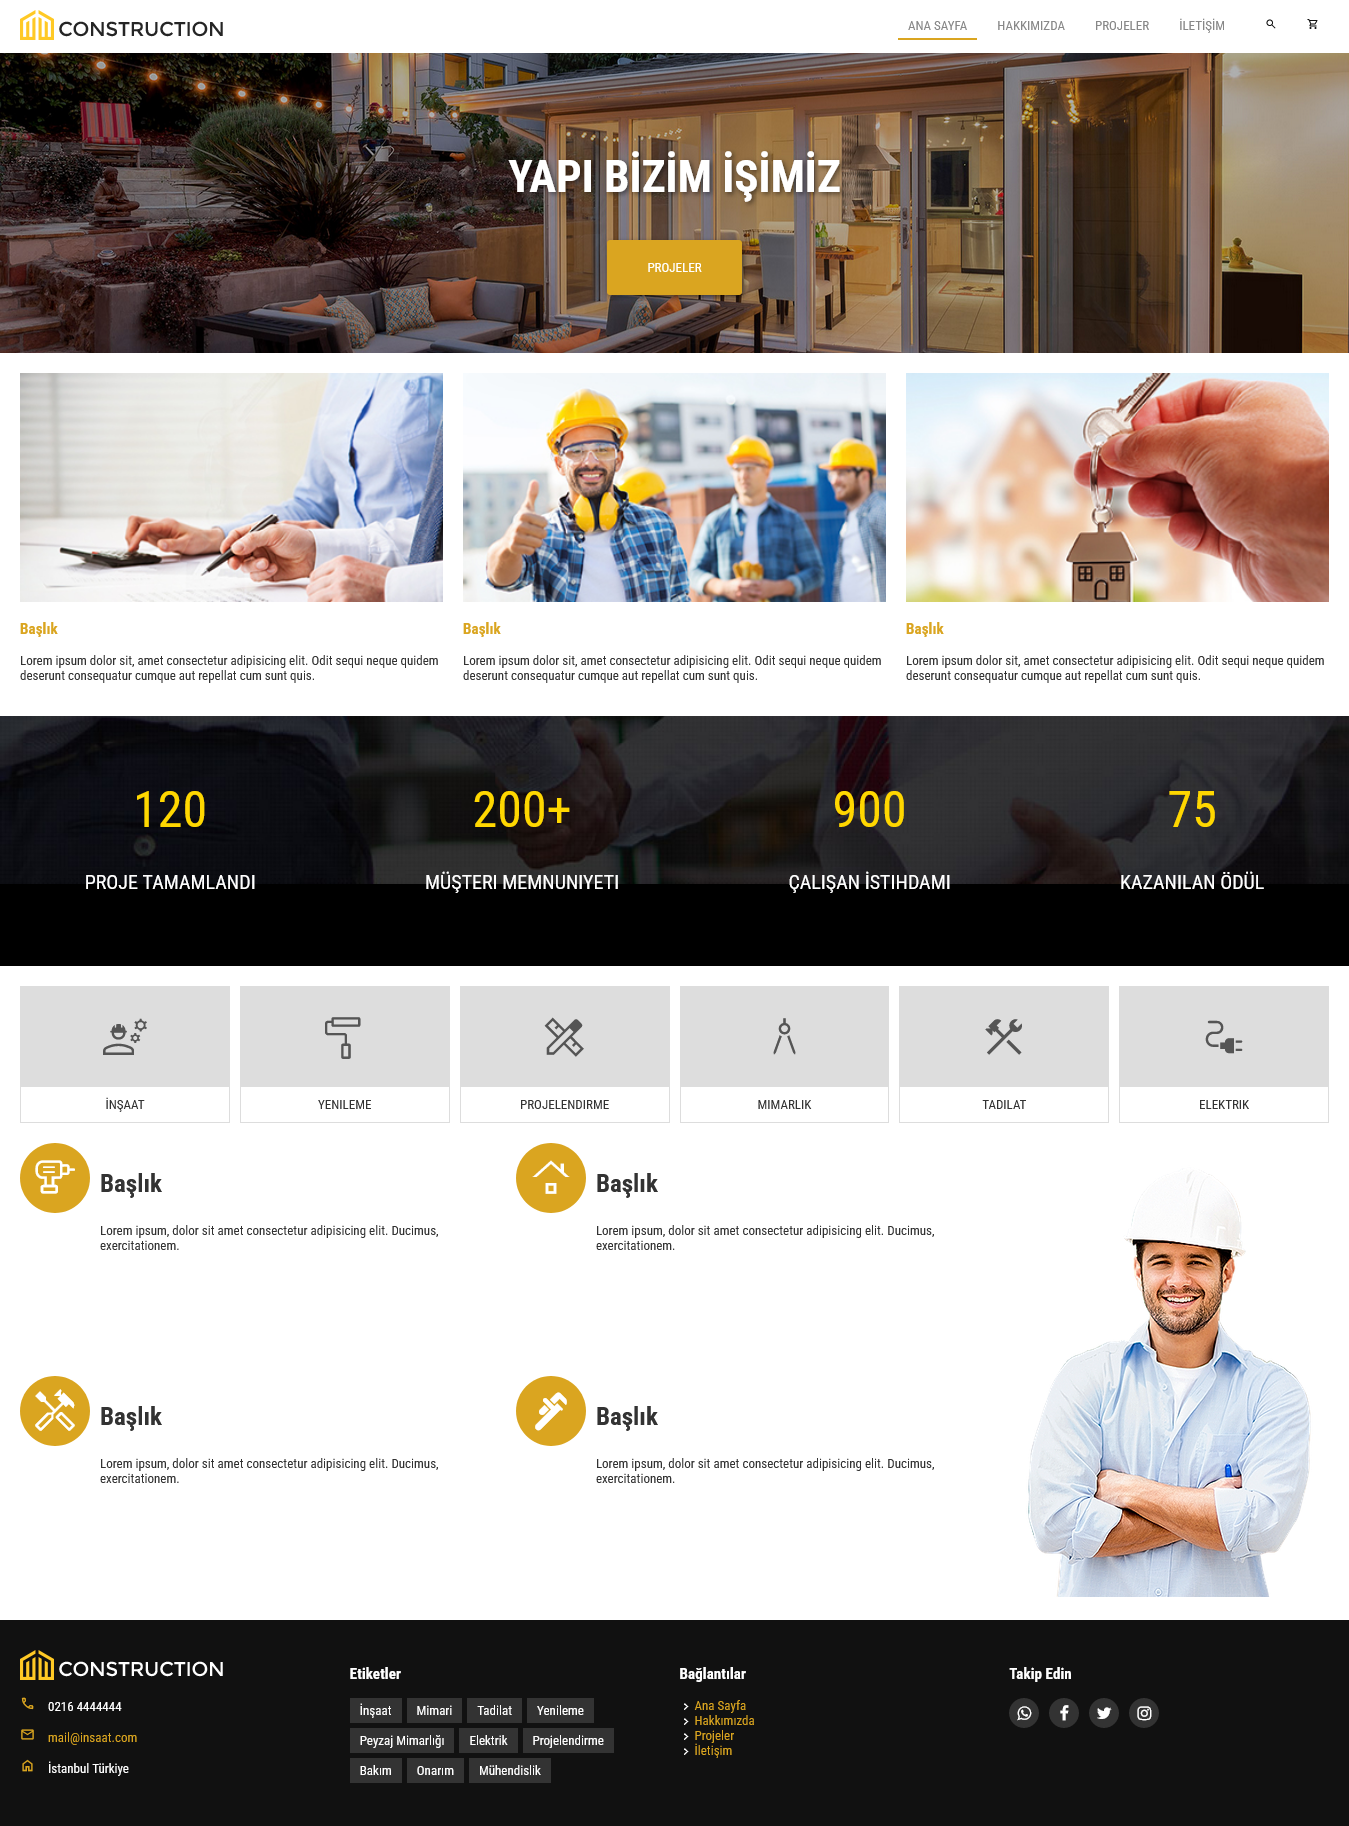 CONSTRUCTION
ANA SAYFA HAKKIMIZDA PROJELER İLETİŞİM
YAPI BİZİM İŞİMİZ
PROJELER
Başlık
Lorem ipsum dolor sit, amet consectetur adipisicing elit. Odit sequi neque quidem
deserunt consequatur cumque aut repellat cum sunt quis.
Başlık
Lorem ipsum dolor sit, amet consectetur adipisicing elit. Odit sequi neque quidem
deserunt consequatur cumque aut repellat cum sunt quis.
Başlık
Lorem ipsum dolor sit, amet consectetur adipisicing elit. Odit sequi neque quidem
deserunt consequatur cumque aut repellat cum sunt quis.
120
PROJE TAMAMLANDI
200+
MÜŞTERI MEMNUNIYETI
900
ÇALIŞAN İSTIHDAMI
75
KAZANILAN ÖDÜL
İNŞAAT
YENILEME
PROJELENDIRME
MIMARLIK
TADILAT
ELEKTRIK
Başlık
Lorem ipsum, dolor sit amet consectetur adipisicing elit. Ducimus,
exercitationem.
Başlık
Lorem ipsum, dolor sit amet consectetur adipisicing elit. Ducimus,
exercitationem.
Başlık
Lorem ipsum, dolor sit amet consectetur adipisicing elit. Ducimus,
exercitationem.
Başlık
Lorem ipsum, dolor sit amet consectetur adipisicing elit. Ducimus,
exercitationem.
CONSTRUCTION
0216 4444444
mail@insaat.com
İstanbul Türkiye
Etiketler
İnşaat Mimari Tadilat Yenileme
Peyzaj Mimarlığı Elektrik Projelendirme
Bakım Onarım Mühendislik
Bağlantılar
Ana Sayfa
Hakkımızda
Projeler
İletişim
Takip Edin